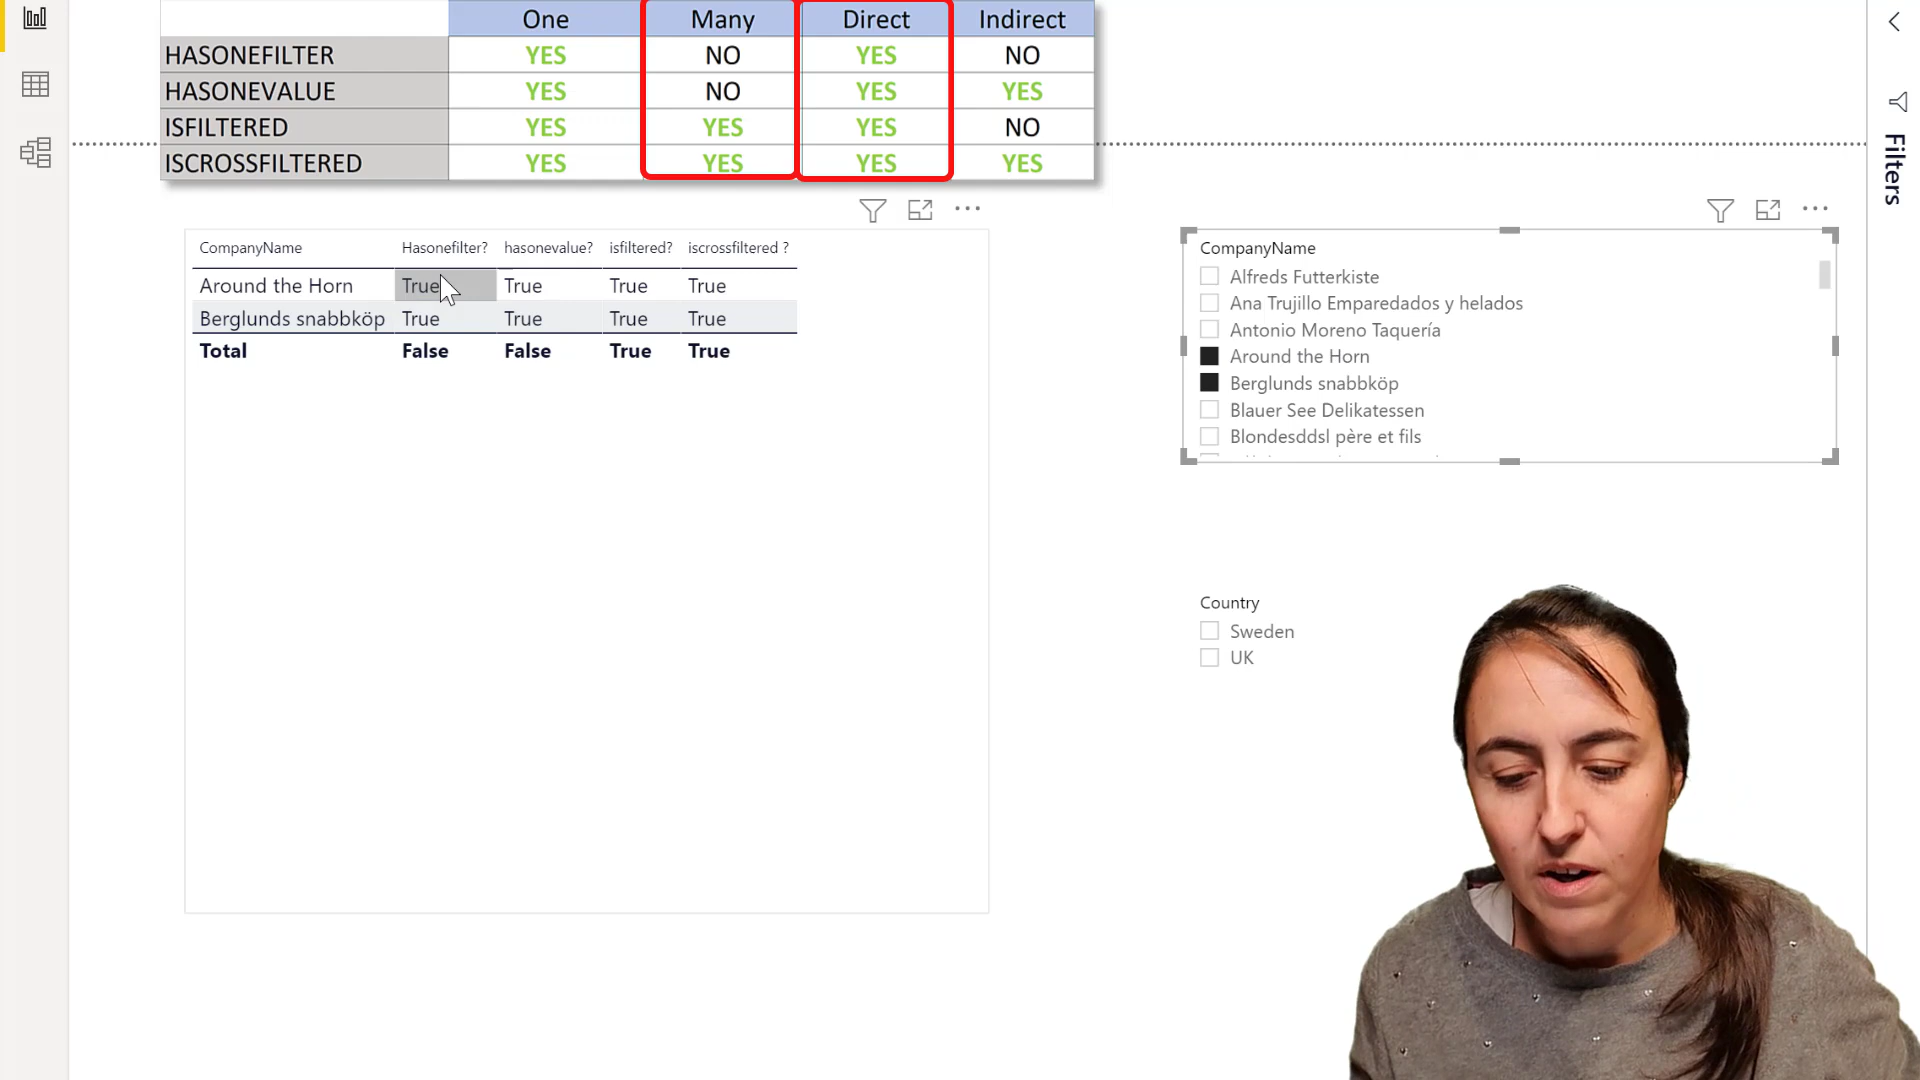 One Many Direct Indirect
HASONEFILTER YES NO YES NO
HASONEVALUE YES NO YES YES
ISFILTERED YES YES YES NO
ISCROSSFILTERED YES YES YES YES
CompanyName Hasonefilter? hasonevalue? isfiltered? iscrossfiltered ?
Around the Horn True True True True
Berglunds snabbköp True True True True
Total False False True True
CompanyName
Alfreds Futterkiste
Ana Trujillo Emparedados y helados
Antonio Moreno Taquería
Around the Horn
Berglunds snabbköp
Blauer See Delikatessen
Blondesddsl père et fils
Country
Sweden
UK
Filters